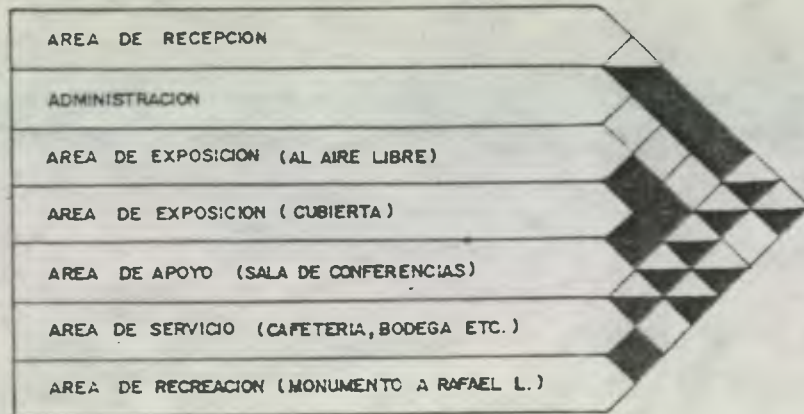 AREA DE RECEPCION
ADMINISTRACION
AREA DE EXPOSICION (AL AIRE LIBRE)
AREA DE EXPOSICION (CUBIERTA)
AREA DE APOYO (SALA DE CONFERENCIAS)
AREA DE SERVICIO (CAFETERIA, BODEGA ETC.)
AREA DE RECREACION (MONUMENTO A RAFAEL L.)